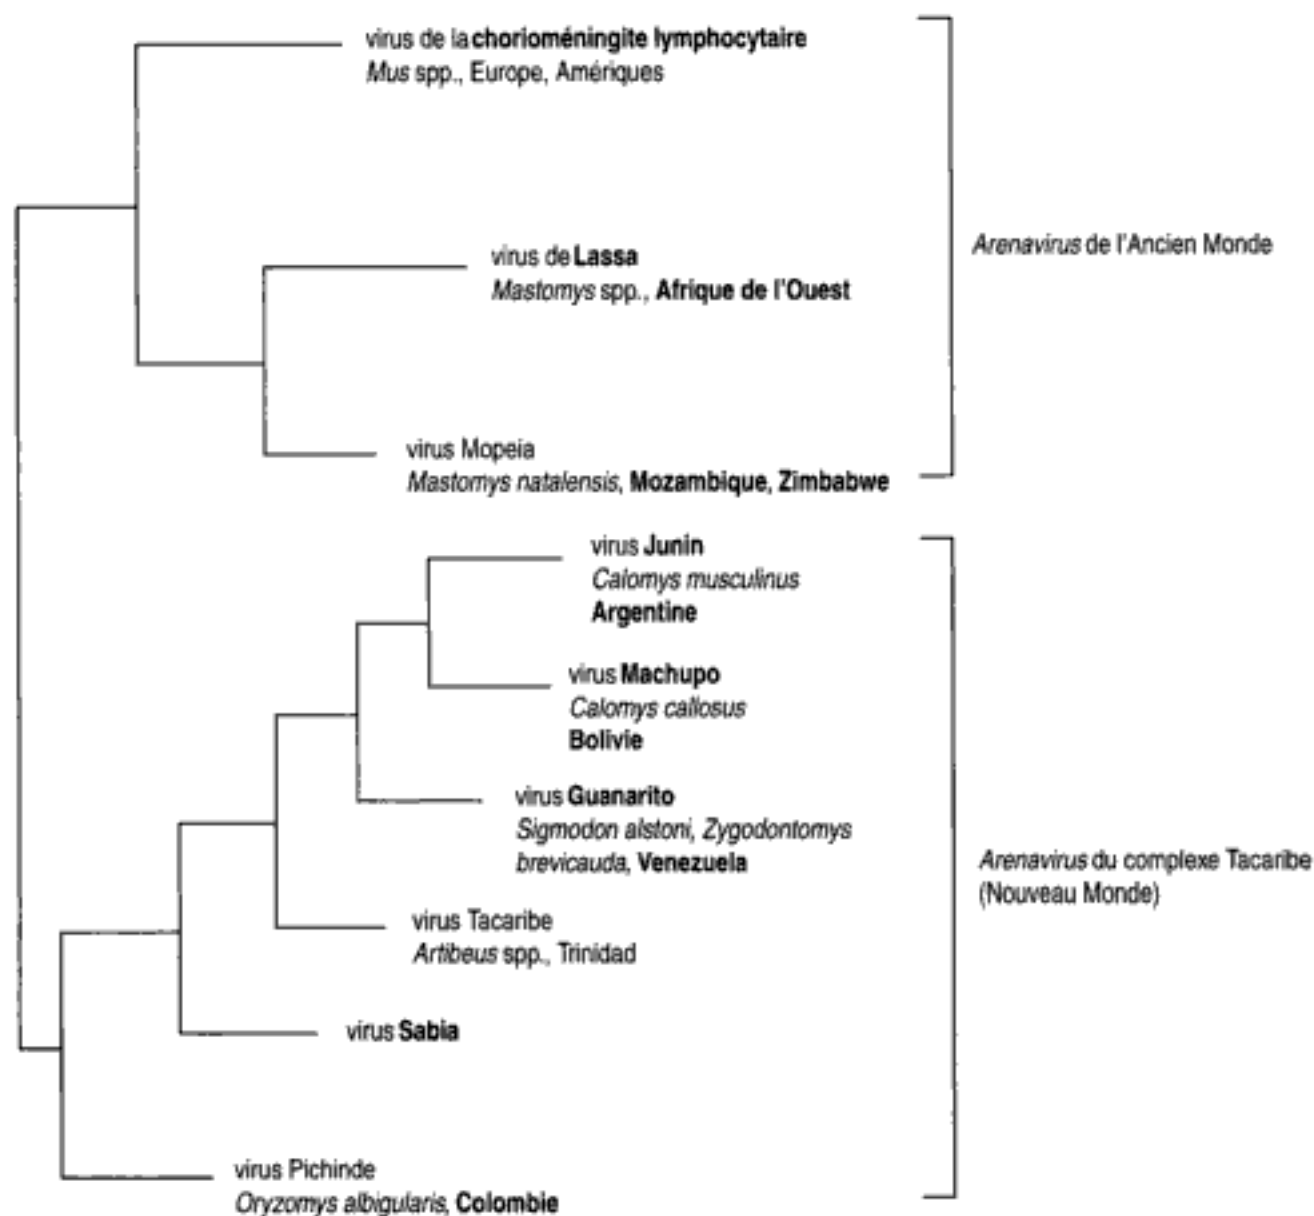 virus de la chorioméningite lymphocytaire
Mus spp., Europe, Amériques
Arenavirus de l'Ancien Monde
virus de Lassa
Mastomys spp., Afrique de l'Ouest
virus Mopeia
Mastomys natalensis, Mozambique, Zimbabwe
virus Junin
Calomys musculinus
Argentine
virus Machupo
Calomys callosus
Bolivie
virus Guanarito
Sigmodon alstoni, Zygodontomys
brevicauda, Venezuela
Arenavirus du complexe Tacaribe
(Nouveau Monde)
virus Tacaribe
Artibeus spp., Trinidad
virus Sabia
virus Pichinde
Oryzomys albigularis, Colombie